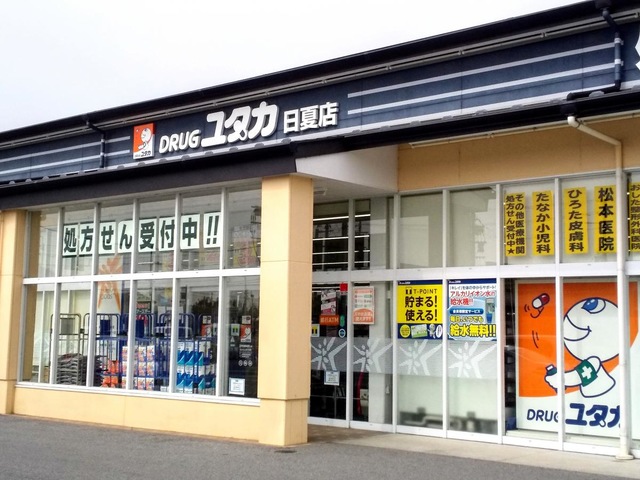 DRUG ユタカ 日夏店
処方せん受付中!!
その他医療機関
処方せん受付中★
たなか小児科
ひろた皮膚科
松本医院
T-POINT
貯まる!
使える!
アルカリイオン水の
給水機!!
給水無料!!
DRUG ユタカ